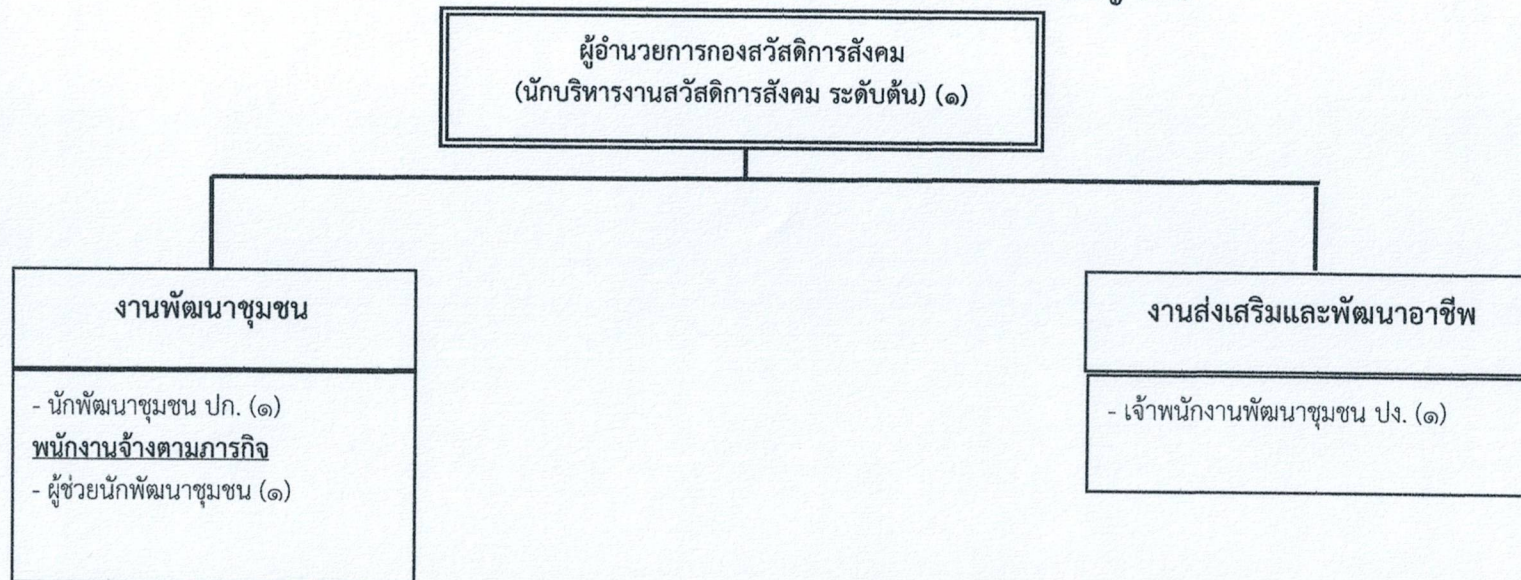 ผู้อำนวยการกองสวัสดิการสังคม
(นักบริหารงานสวัสดิการสังคม ระดับต้น) (๑)
งานพัฒนาชุมชน
- นักพัฒนาชุมชน ปก. (๑)
พนักงานจ้างตามภารกิจ
- ผู้ช่วยนักพัฒนาชุมชน (๑)
งานส่งเสริมและพัฒนาอาชีพ
- เจ้าพนักงานพัฒนาชุมชน ปง. (๑)